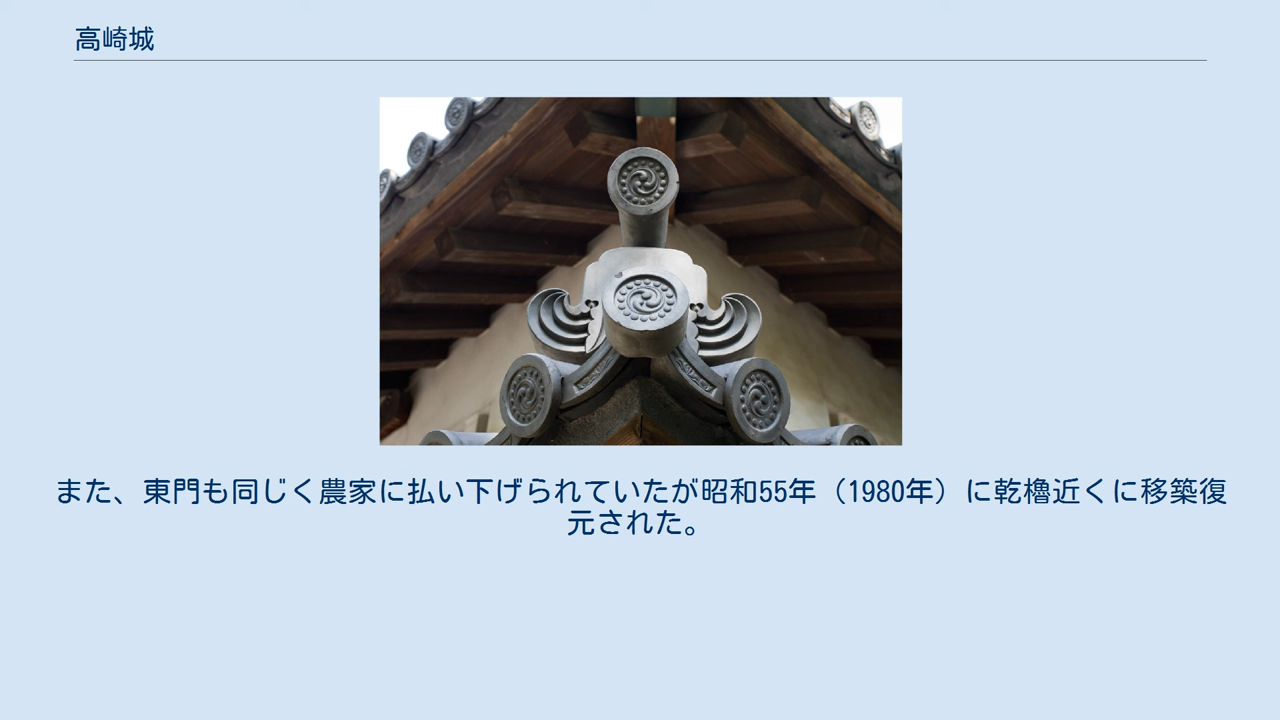 高崎城
また、東門も同じく農家に払い下げられていたが昭和55年（1980年）に乾櫓近くに移築復
元された。